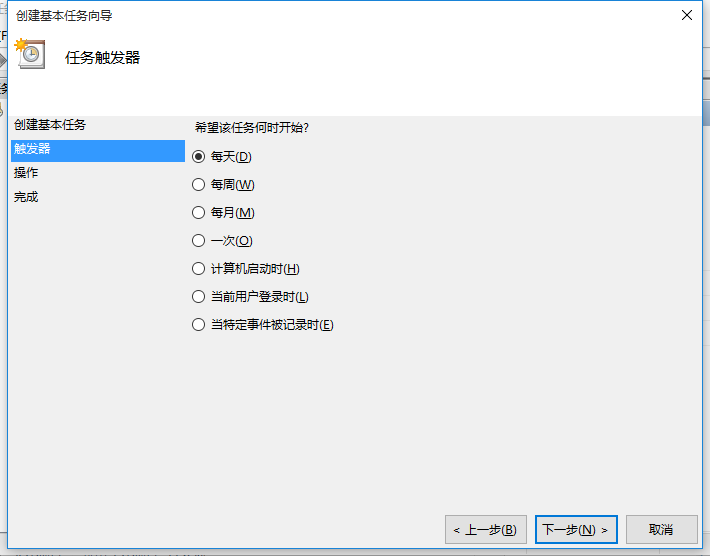 创建基本任务向导
任务触发器
创建基本任务
触发器
操作
完成
希望该任务何时开始?
每天(D)
每周(W)
每月(M)
一次(O)
计算机启动时(H)
当前用户登录时(L)
当特定事件被记录时(E)
< 上一步(B)
下一步(N) >
取消